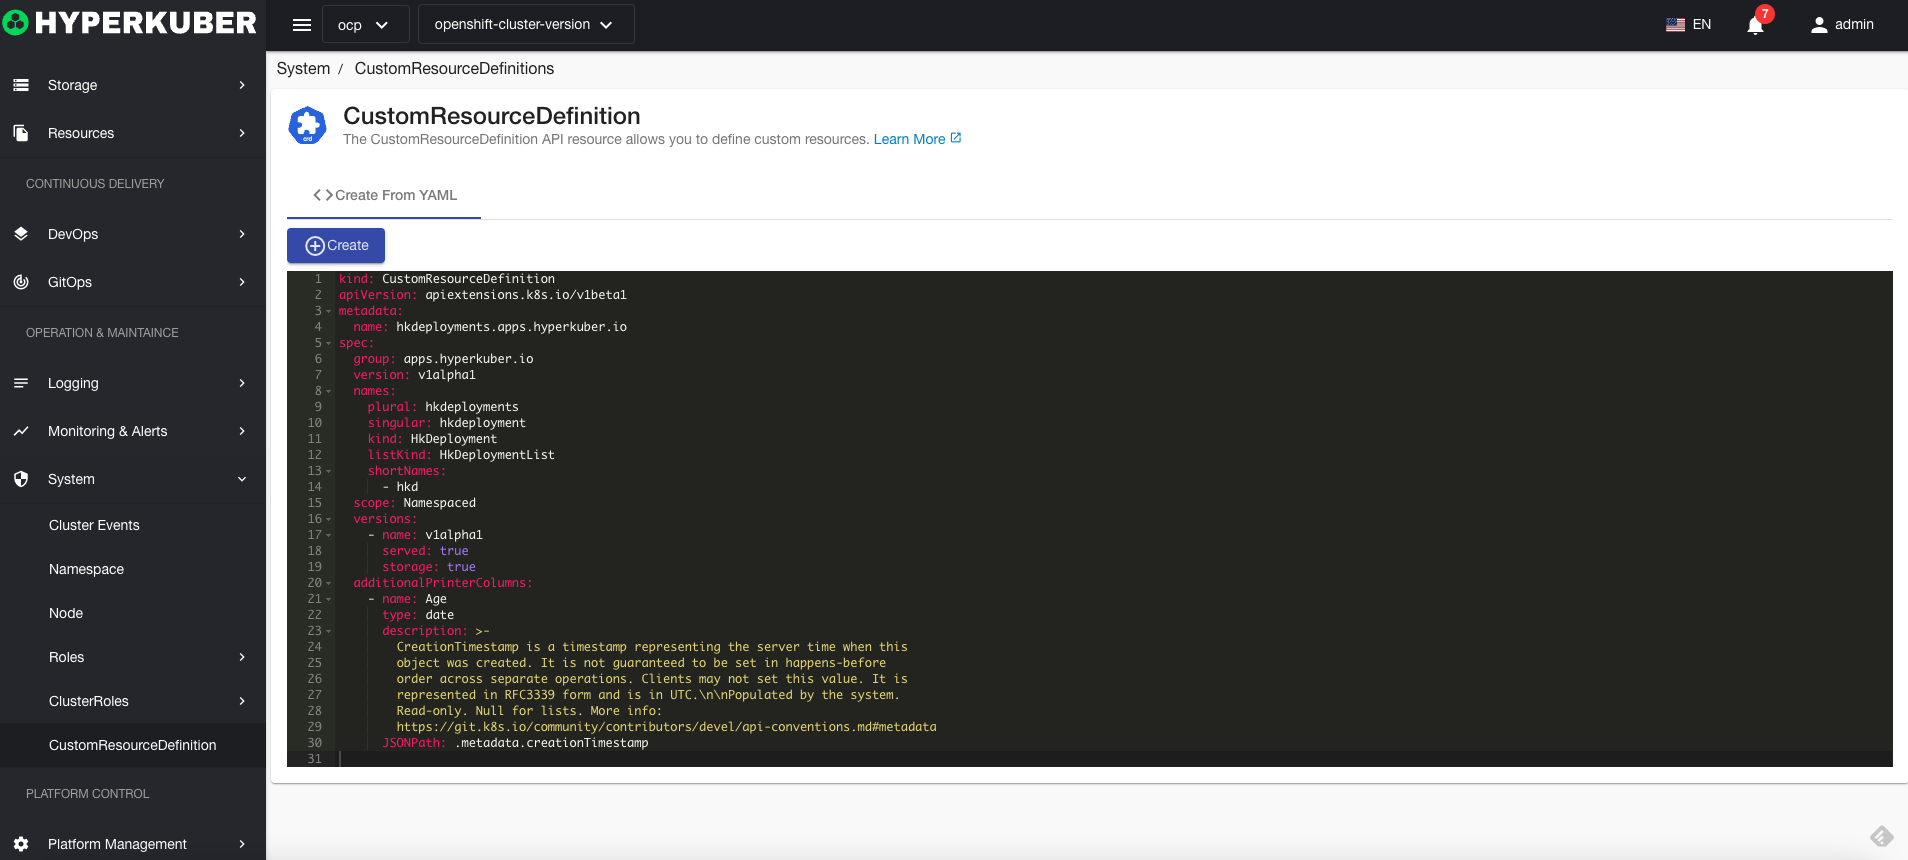 HYPERKUBER
ocp
openshift-cluster-version
EN
7
admin
Storage
Resources
CONTINUOUS DELIVERY
DevOps
GitOps
OPERATION & MAINTAINCE
Logging
Monitoring & Alerts
System
Cluster Events
Namespace
Node
Roles
ClusterRoles
CustomResourceDefinition
PLATFORM CONTROL
Platform Management
System / CustomResourceDefinitions
crd
CustomResourceDefinition
The CustomResourceDefinition API resource allows you to define custom resources. Learn More
<> Create From YAML
Create
1 kind: CustomResourceDefinition
2 apiVersion: apiextensions.k8s.io/v1beta1
3 metadata:
4 name: hkdeployments.apps.hyperkuber.io
5 spec:
6 group: apps.hyperkuber.io
7 version: v1alpha1
8 names:
9 plural: hkdeployments
10 singular: hkdeployment
11 kind: HkDeployment
12 listKind: HkDeploymentList
13 shortNames:
14 - hkd
15 scope: Namespaced
16 versions:
17 - name: v1alpha1
18 served: true
19 storage: true
20 additionalPrinterColumns:
21 - name: Age
22 type: date
23 description: >-
24 CreationTimestamp is a timestamp representing the server time when this
25 object was created. It is not guaranteed to be set in happens-before
26 order across separate operations. Clients may not set this value. It is
27 represented in RFC3339 form and is in UTC.\n\nPopulated by the system.
28 Read-only. Null for lists. More info:
29 https://git.k8s.io/community/contributors/devel/api-conventions.md#metadata
30 JSONPath: .metadata.creationTimestamp
31